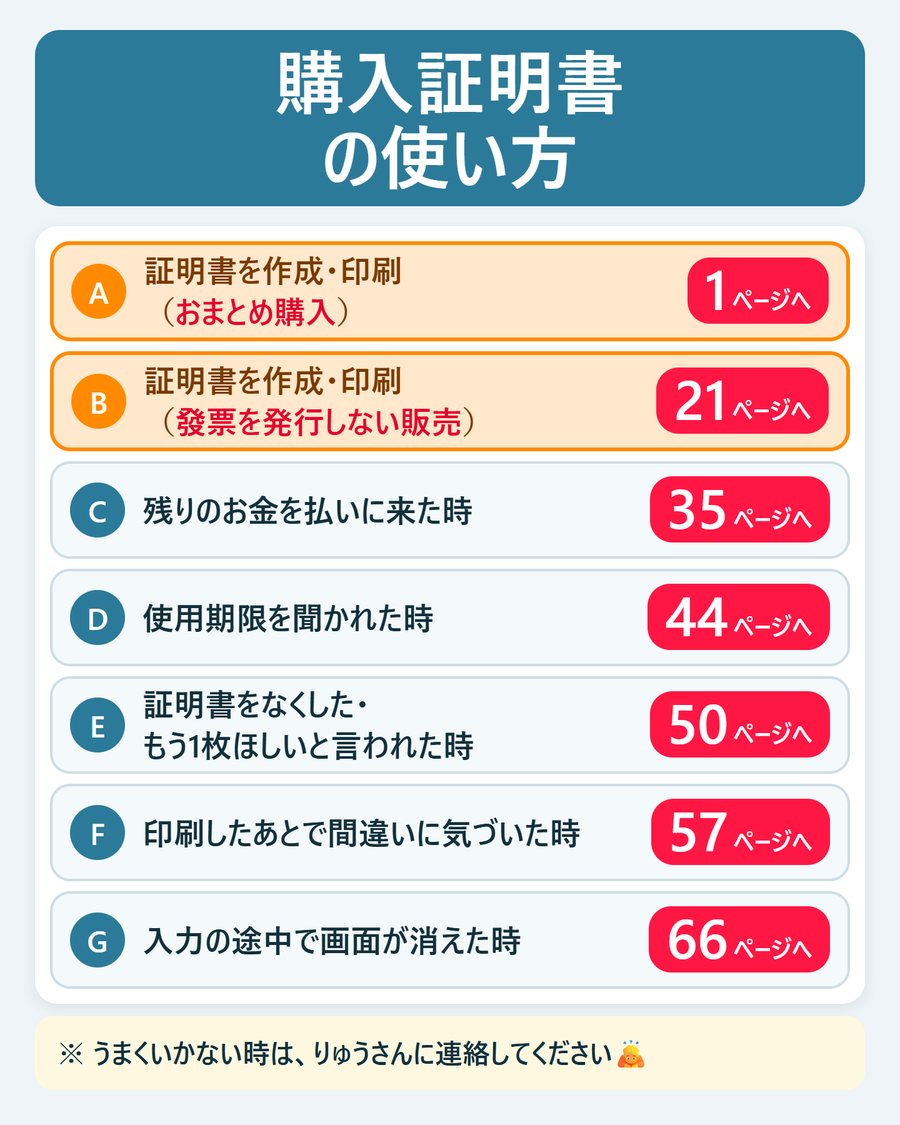 購入証明書
の使い方
A
証明書を作成・印刷
（おまとめ購入）
1ページへ
B
証明書を作成・印刷
（發票を発行しない販売）
21ページへ
C
残りのお金を払いに来た時
35ページへ
D
使用期限を聞かれた時
44ページへ
E
証明書をなくした・
もう1枚ほしいと言われた時
50ページへ
F
印刷したあとで間違いに気づいた時
57ページへ
G
入力の途中で画面が消えた時
66ページへ
※ うまくいかない時は、りゅうさんに連絡してください🙇